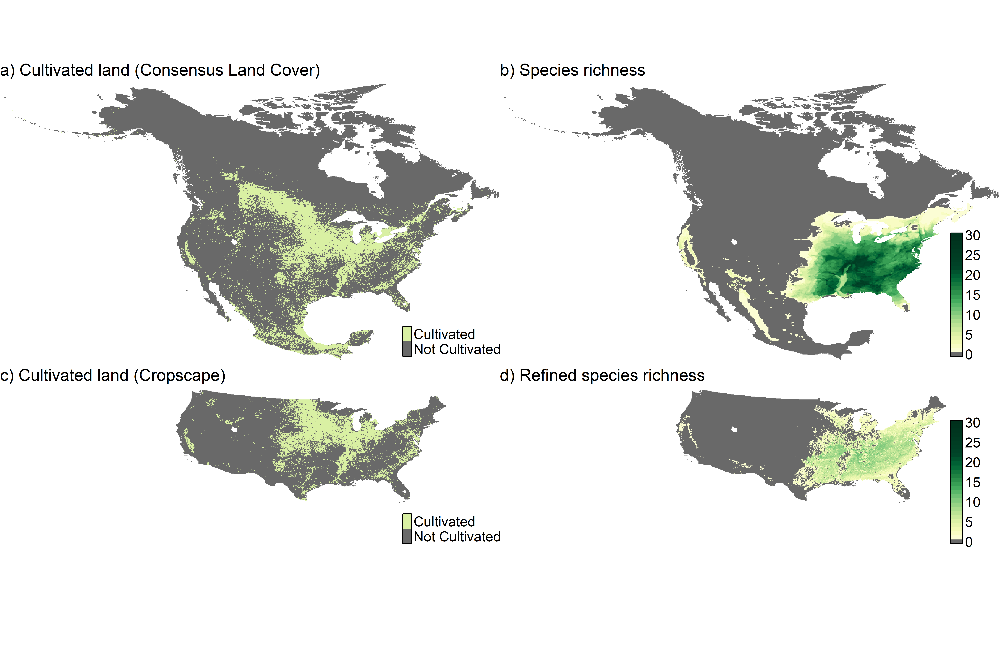 a) Cultivated land (Consensus Land Cover)
b) Species richness
30
25
20
15
10
5
0
Cultivated
Not Cultivated
c) Cultivated land (Cropscape)
d) Refined species richness
30
25
20
15
10
5
0
Cultivated
Not Cultivated